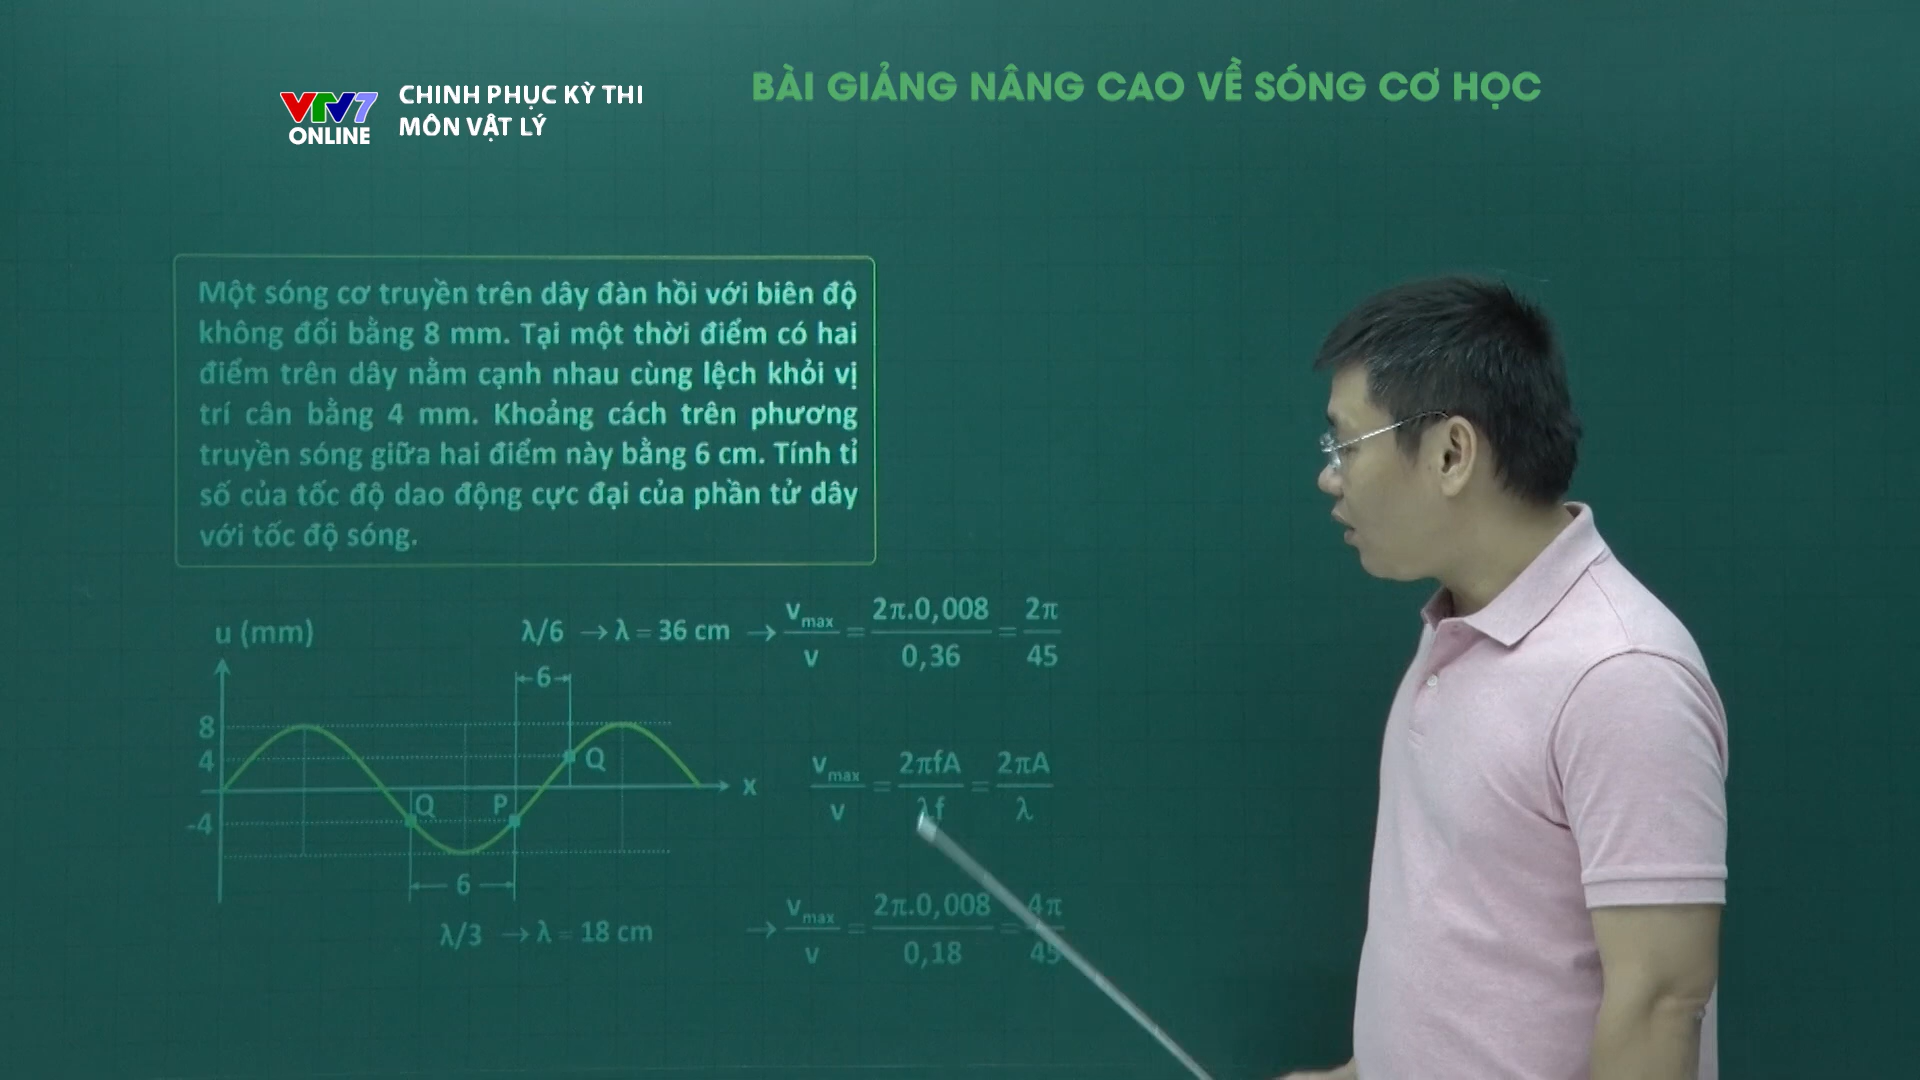 VTV7
ONLINE
CHINH PHỤC KỲ THI
MÔN VẬT LÝ
BÀI GIẢNG NÂNG CAO VỀ SÓNG CƠ HỌC
Một sóng cơ truyền trên dây đàn hồi với biên độ
không đổi bằng 8 mm. Tại một thời điểm có hai
điểm trên dây nằm cạnh nhau cùng lệch khỏi vị
trí cân bằng 4 mm. Khoảng cách trên phương
truyền sóng giữa hai điểm này bằng 6 cm. Tính tỉ
số của tốc độ dao động cực đại của phần tử dây
với tốc độ sóng.
u (mm)
λ/6 → λ = 36 cm → v_max/v = 2π.0,008/0,36 = 2π/45
6
8
4
-4
Q
Q
P
x
v_max/v = 2πfA/λf = 2πA/λ
6
λ/3 → λ = 18 cm → v_max/v = 2π.0,008/0,18 = 4π/45